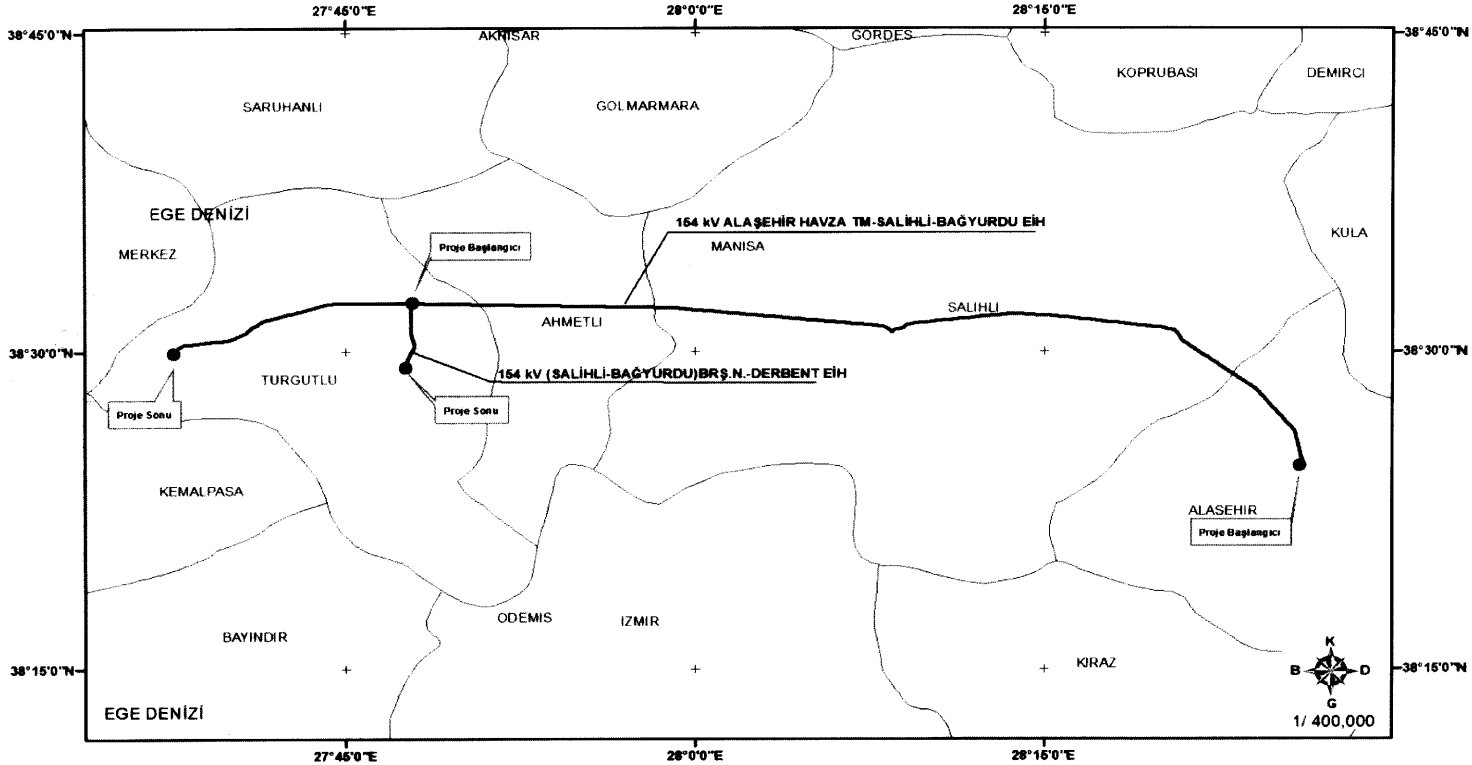 27°45'0"E
28°0'0"E
28°15'0"E
38°45'0"N
38°45'0"N
AKHISAR
GORDES
KOPRUBASI
DEMIRCI
SARUHANLI
GOLMARMARA
EGE DENİZİ
154 kV ALAŞEHİR HAVZA TM-SALİHLİ-BAĞYURDU EİH
MERKEZ
Proje Başlangıcı
MANISA
KULA
SALIHLI
AHMETLI
38°30'0"N
38°30'0"N
TURGUTLU
154 kV (SALİHLİ-BAĞYURDU)BRŞ.N.-DERBENT EİH
Proje Sonu
Proje Sonu
KEMALPASA
ALASEHIR
Proje Başlangıcı
ODEMIS
IZMIR
BAYINDIR
KIRAZ
38°15'0"N
38°15'0"N
K
B
D
G
EGE DENİZİ
1/ 400,000
27°45'0"E
28°0'0"E
28°15'0"E